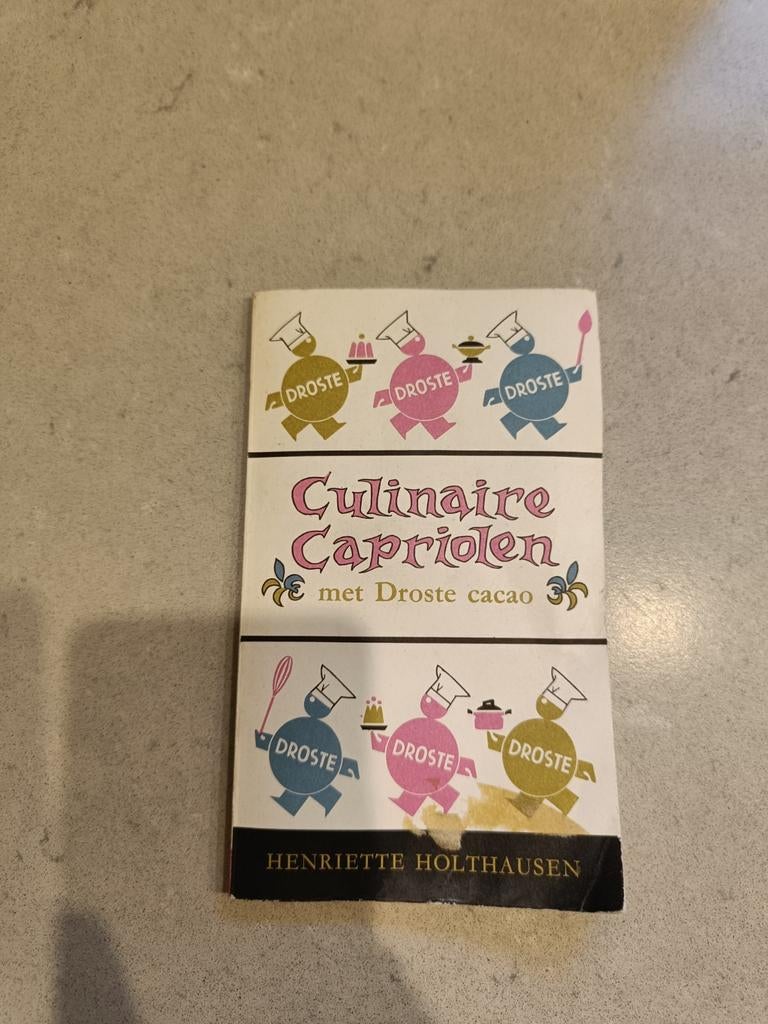 DROSTE DROSTE DROSTE
Culinaire
Capriolen
met Droste cacao
DROSTE DROSTE DROSTE
HENRIETTE HOLTHAUSEN